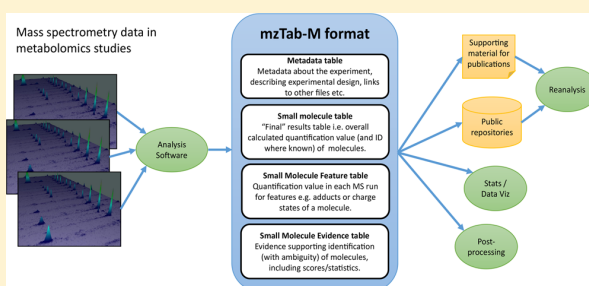 Mass spectrometry data in
metabolomics studies
Analysis
Software
mzTab-M format
Metadata table
Metadata about the experiment,
describing experimental design, links
to other files etc.
Small molecule table
"Final" results table i.e. overall
calculated quantification value (and ID
where known) of molecules.
Small Molecule Feature table
Quantification value in each MS run
for features e.g. adducts or charge
states of a molecule.
Small Molecule Evidence table
Evidence supporting identification
(with ambiguity) of molecules,
including scores/statistics.
Supporting
material for
publications
Public
repositories
Reanalysis
Stats /
Data Viz
Post-
processing